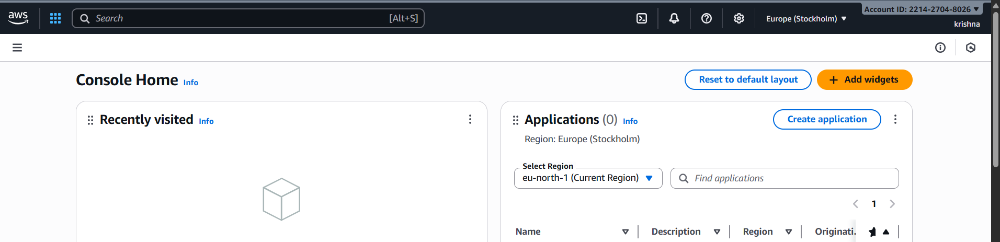 aws
Search [Alt+S]
Europe (Stockholm)
Account ID: 2214-2704-8026
krishna
Console Home Info
Reset to default layout
Add widgets
Recently visited Info
Applications (0) Info
Create application
Region: Europe (Stockholm)
Select Region
eu-north-1 (Current Region)
Find applications
1
Name Description Region Originati.